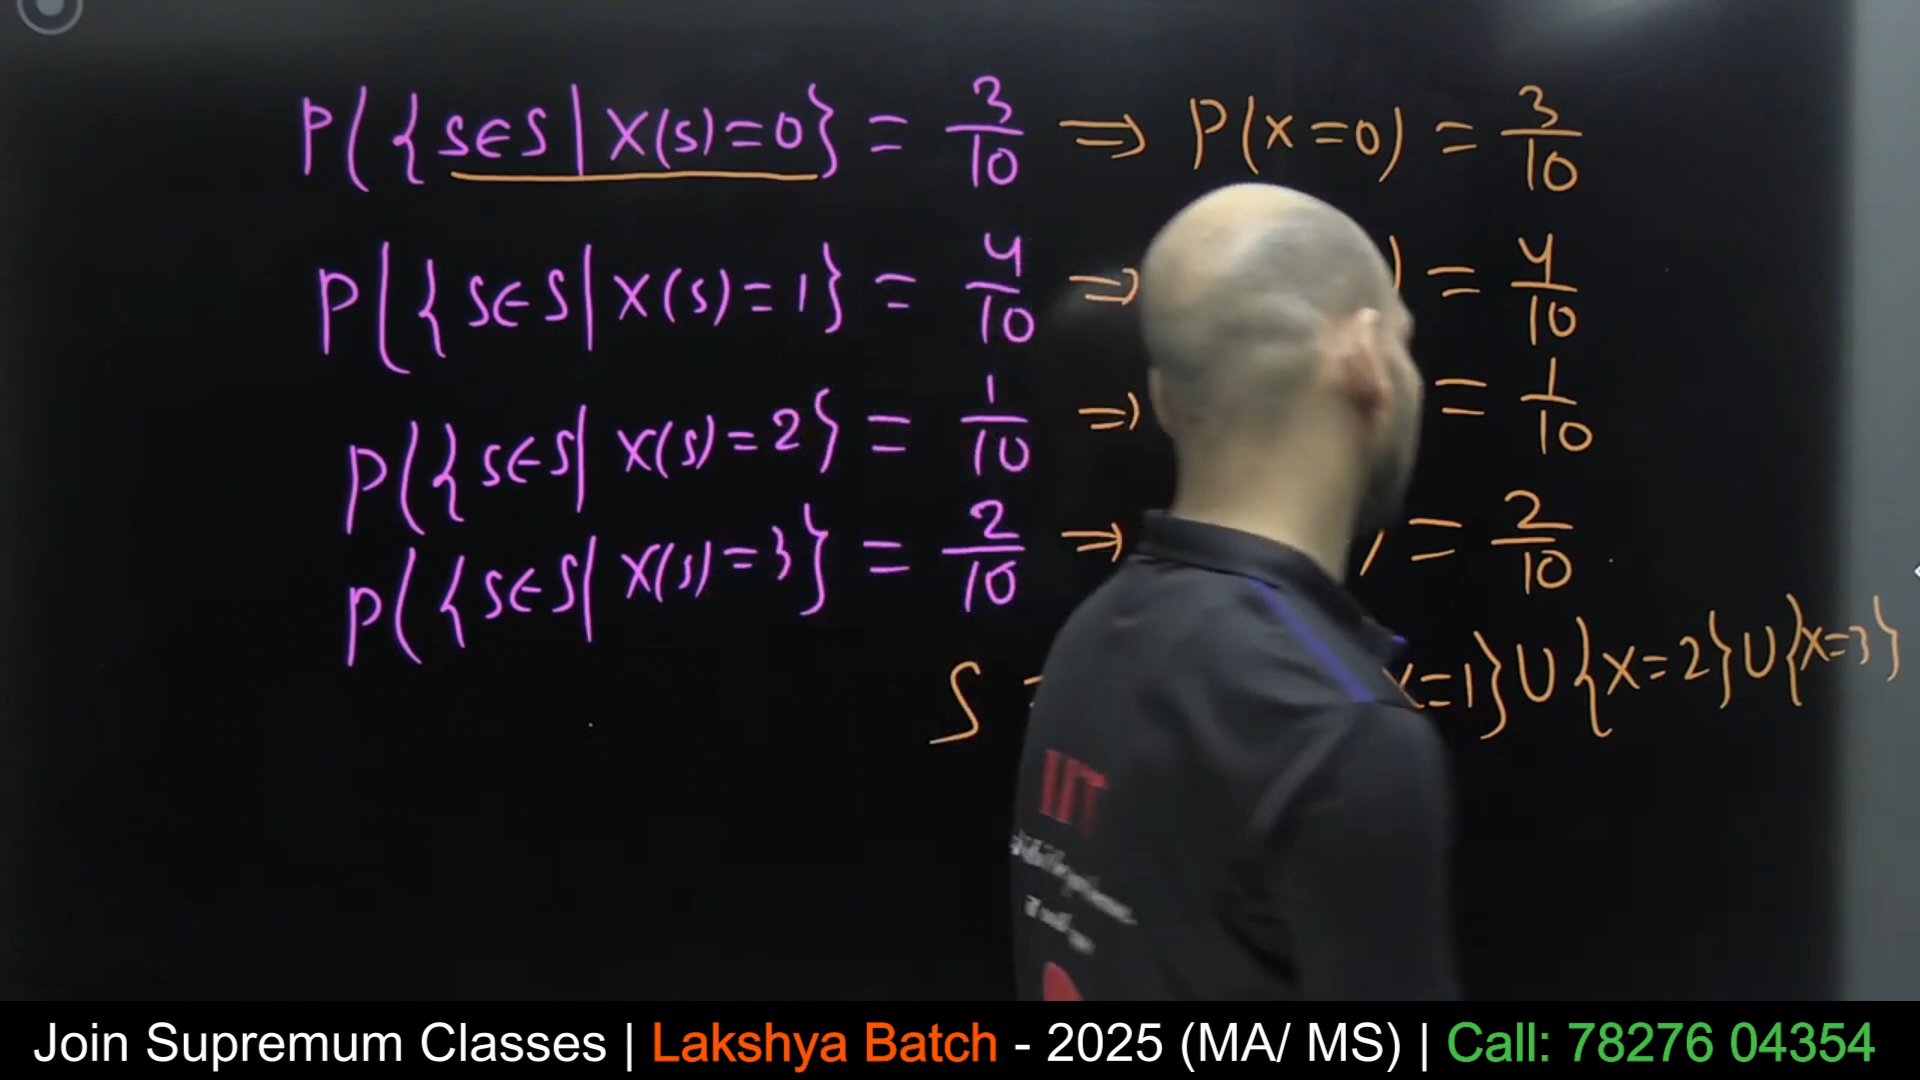 P({s∈S | X(s)=0} = 3/10 ⇒ P(x=0) = 3/10
P({s∈S | X(s)=1} = 4/10 ⇒ ) = 4/10
P({s∈S | X(s)=2} = 1/10 ⇒ = 1/10
P({s∈S | X(s)=3} = 2/10 ⇒ ) = 2/10
S = x=1}∪{x=2}∪{x=3}
IIT
Join Supremum Classes | Lakshya Batch - 2025 (MA/ MS) | Call: 78276 04354